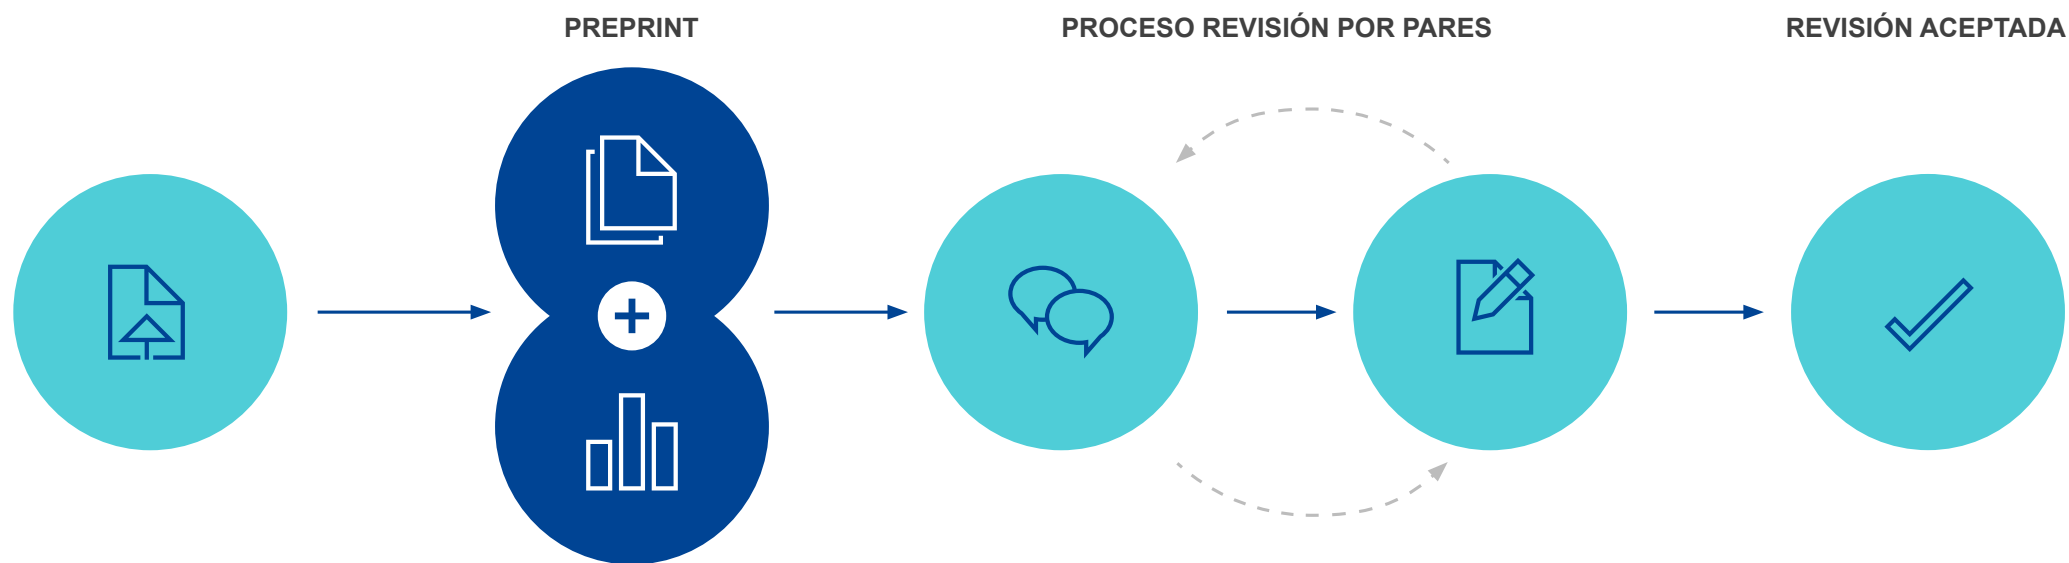 PREPRINT
PROCESO REVISIÓN POR PARES
REVISIÓN ACEPTADA